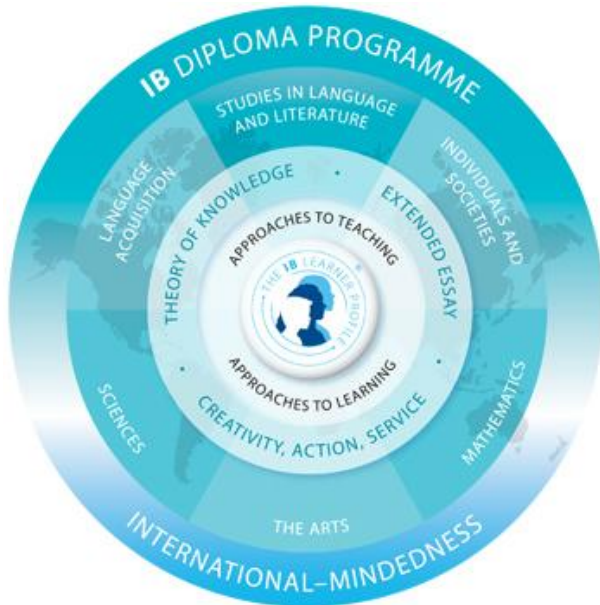 IB DIPLOMA PROGRAMME
STUDIES IN LANGUAGE
AND LITERATURE
LANGUAGE
ACQUISITION
INDIVIDUALS AND
SOCIETIES
THEORY OF KNOWLEDGE
EXTENDED ESSAY
APPROACHES TO TEACHING
THE IB LEARNER PROFILE
®
APPROACHES TO LEARNING
CREATIVITY, ACTION, SERVICE
SCIENCES
MATHEMATICS
THE ARTS
INTERNATIONAL–MINDEDNESS